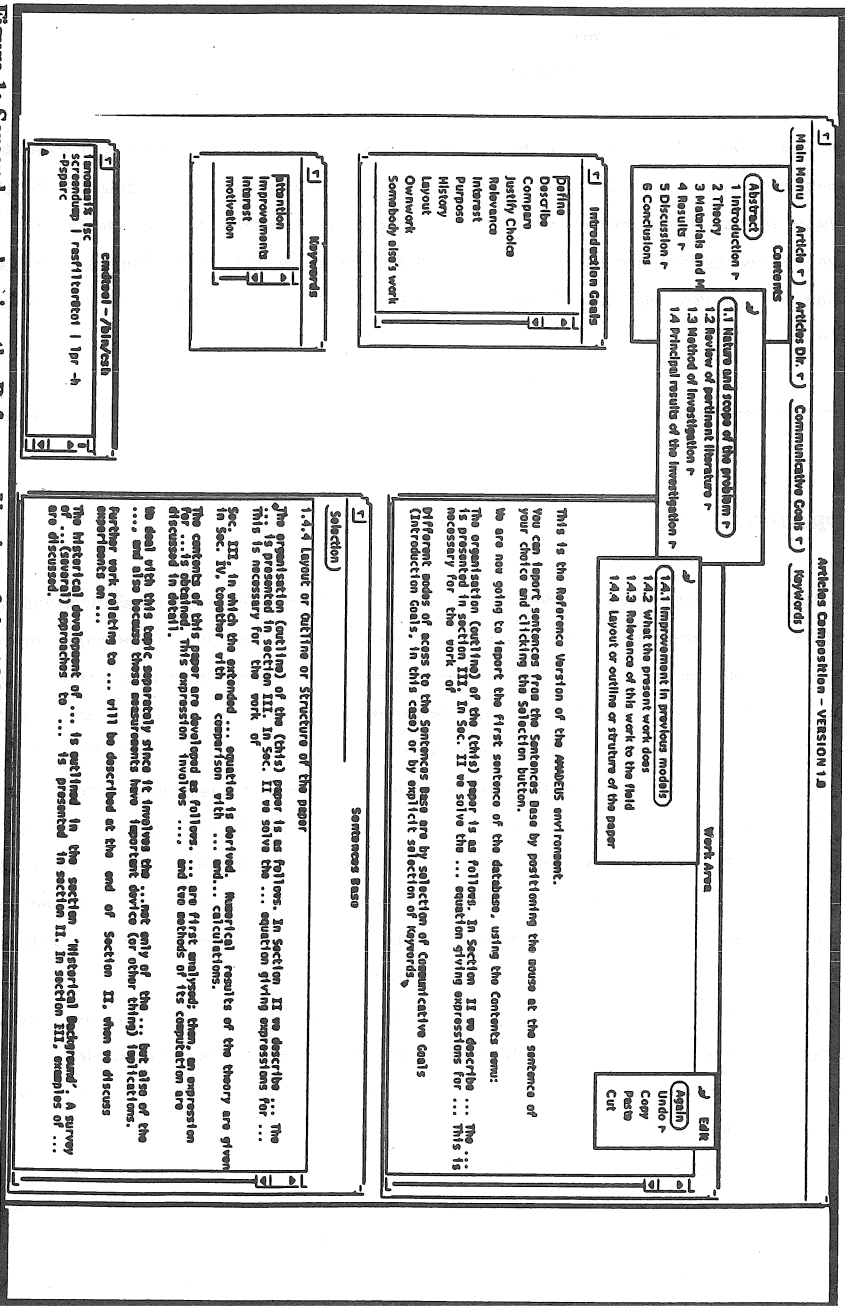 Articles Composition - VERSION 1.0
Main Menu Article Articles Dir. Communicative Goals KeyWords
Contents
Abstract
1 Introduction
2 Theory
3 Materials and M
4 Results
5 Discussion
6 Conclusions
1.1 Nature and scope of the problem
1.2 Review of pertinent literature
1.3 Method of Investigation
1.4 Principal results of the Investigation
1.4.1 Improvement in previous models
1.4.2 What the present work does
1.4.3 Relevance of this work to the field
1.4.4 Layout or outline or struture of the paper
Work Area
Edit
Again
Undo
Copy
Paste
Cut
This is the Reference Version of the AMADEUS environment.
You can import sentences from the Sentences Base by positioning the mouse at the sentence of
your choice and clicking the Selection button.
We are now going to import the first sentence of the database, using the Contents menu:
The organisation (outline) of the (this) paper is as follows. In Section II we describe ... The ...
is presented in section III. In Sec. II we solve the ... equation giving expressions for ... This is
necessary for the work of
Different modes of acess to the Sentences Base are by selection of Communicative Goals
(Introduction Goals, in this case) or by explicit selection of Keywords
Introduction Goals
Define
Describe
Compare
Justify Choice
Relevance
Interest
Purpose
History
Layout
Ownwork
Somebody else's work
Keywords
attention
Improvements
Interest
motivation
cmdtool - /bin/csh
lsc
screendump | rasfilter8to1 | lpr -h
-Psparc
Sentences Base
Selection
1.4.4 Layout or Outline or Structure of the paper
The organisation (outline) of the (this) paper is as follows. In Section II we describe ... The
... is presented in section III. In Sec. II we solve the ... equation giving expressions for ...
This is necessary for the work of
Sec. III, in which the extended ... equation is derived. Numerical results of the theory are given
in Sec. IV, together with a comparison with ... and... calculations.
The contents of this paper are developed as follows. ... are first analysed; then, an expression
for ... is obtained. This expression involves ..., and two methods of its computation are
discussed in detail.
We deal with this topic separately since it involves the ...not only of the ... but also of the
..., and also because these measurements have important device (or other thing) implications.
Further work relating to ... will be described at the end of Section II, when we discuss
experiments on ...
The historical development of ... is outlined in the section 'Historical Background'. A survey
of ...(several) approaches to ... is presented in section II. In section III, examples of ...
are discussed.